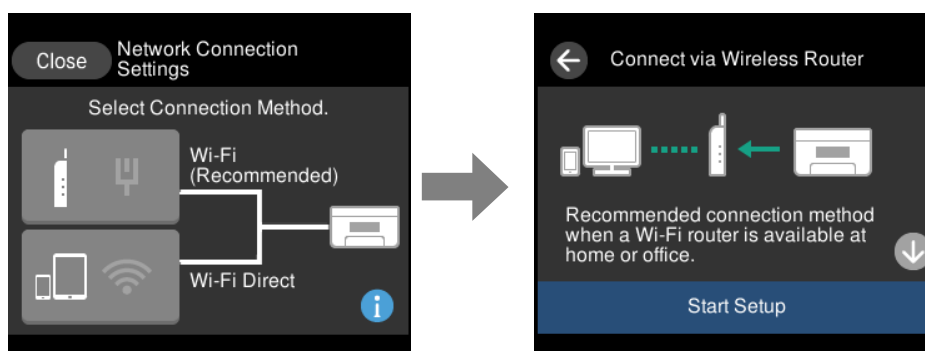 Close
Network Connection
Settings
Select Connection Method.
Wi-Fi
(Recommended)
Wi-Fi Direct
i
Connect via Wireless Router
Recommended connection method
when a Wi-Fi router is available at
home or office.
Start Setup